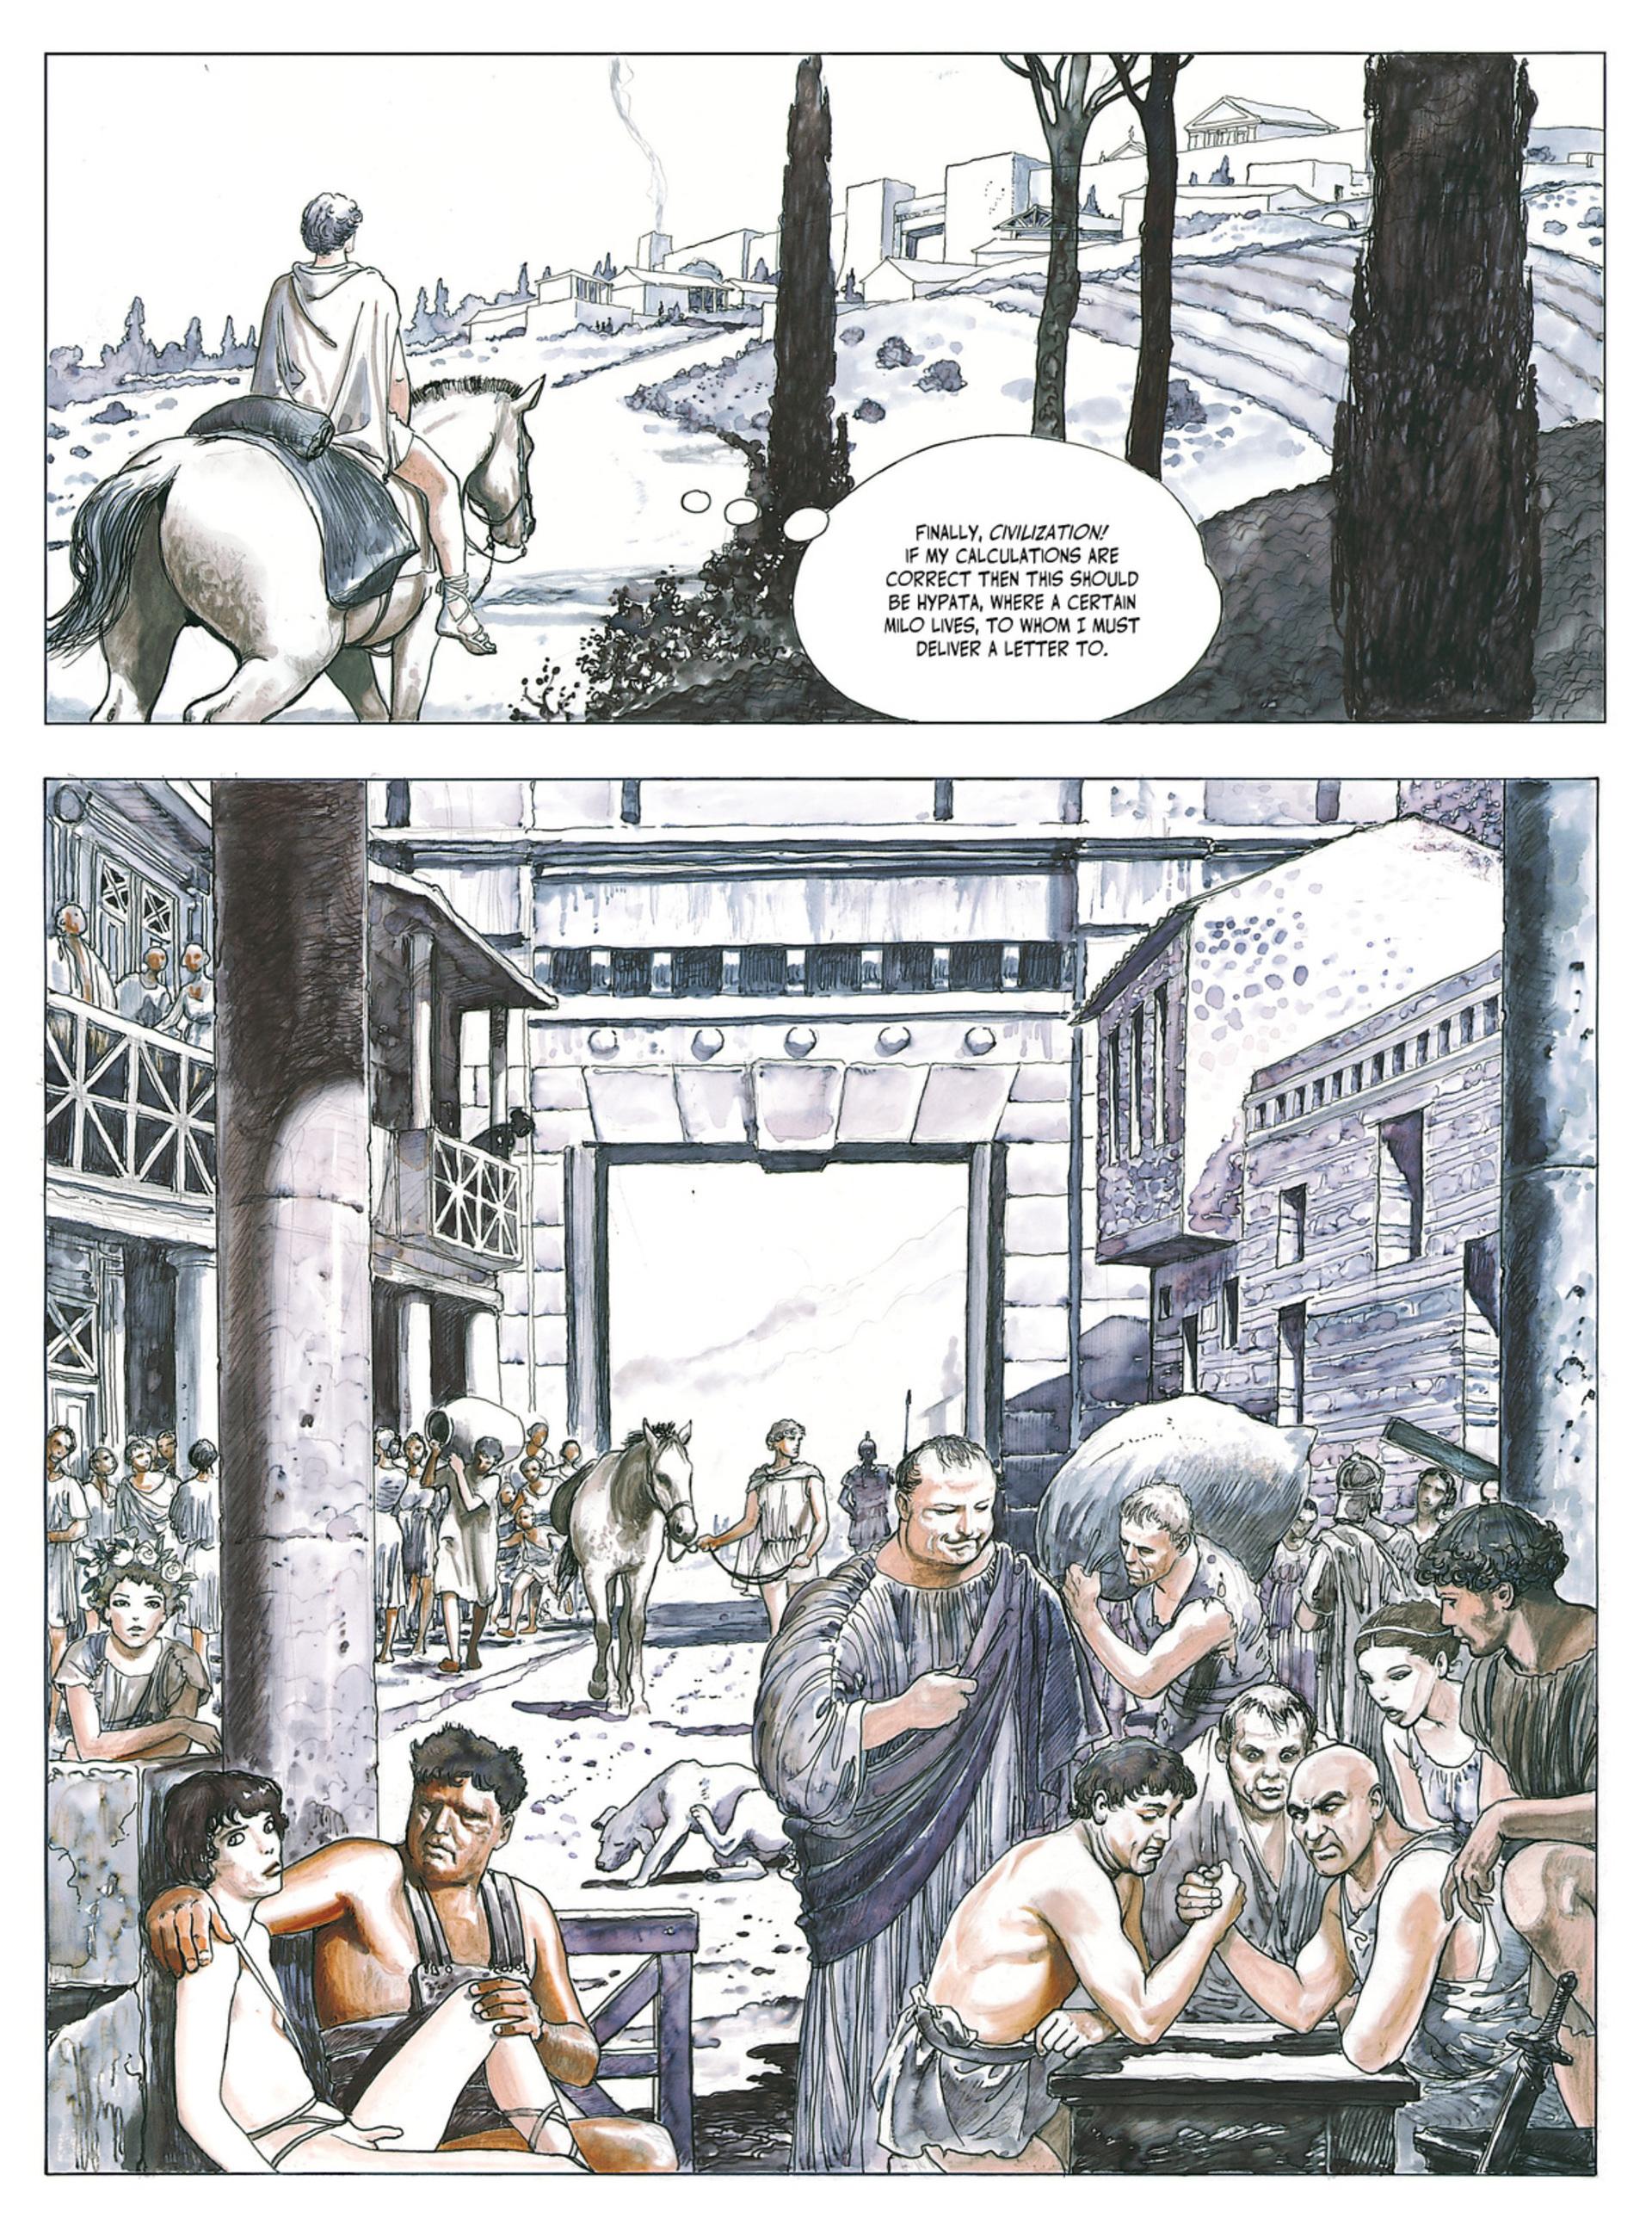 FINALLY, CIVILIZATION!
IF MY CALCULATIONS ARE
CORRECT THEN THIS SHOULD
BE HYPATA, WHERE A CERTAIN
MILO LIVES, TO WHOM I MUST
DELIVER A LETTER TO.